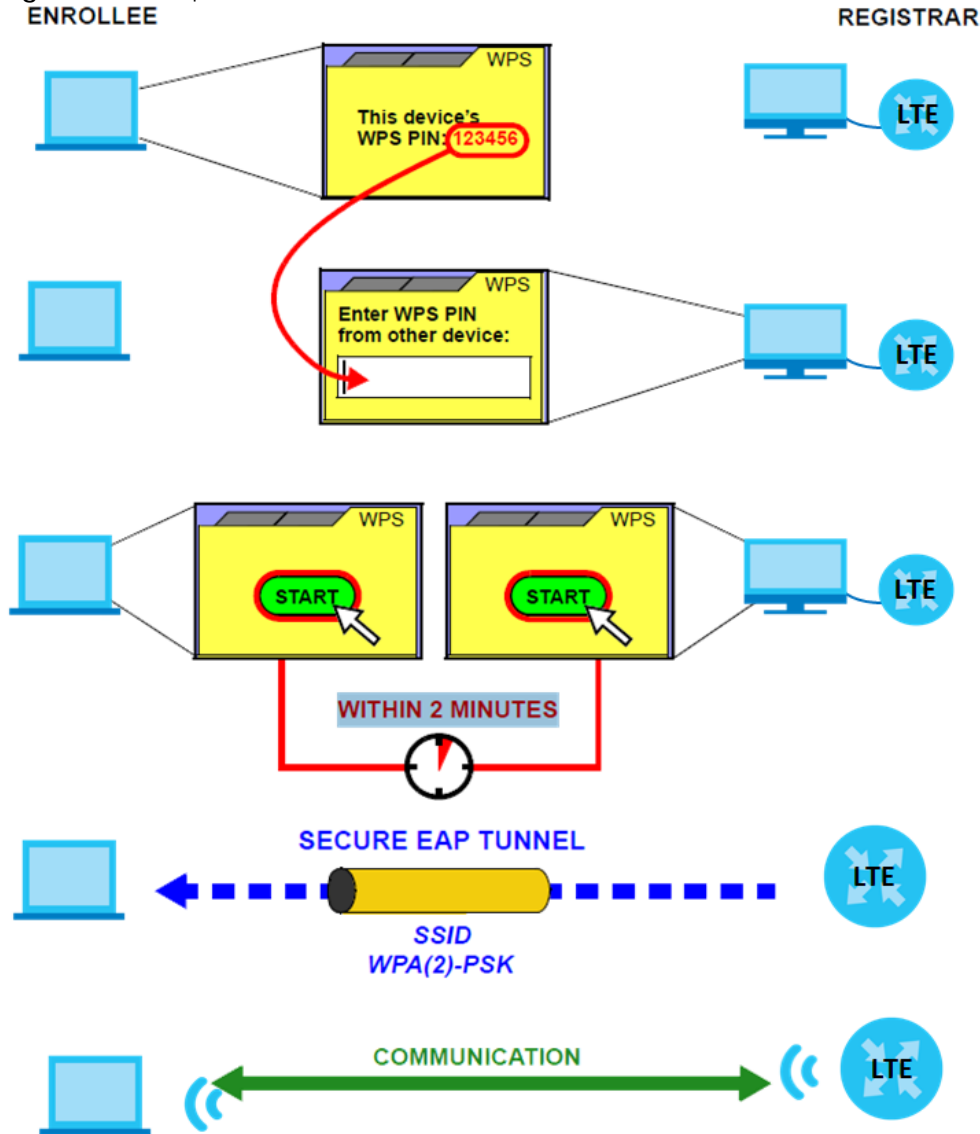 ENROLLEE
REGISTRAR
WPS
This device's
WPS PIN: 123456
LTE
WPS
Enter WPS PIN
from other device:
LTE
WPS
START
WPS
START
LTE
WITHIN 2 MINUTES
SECURE EAP TUNNEL
LTE
SSID
WPA(2)-PSK
COMMUNICATION
LTE